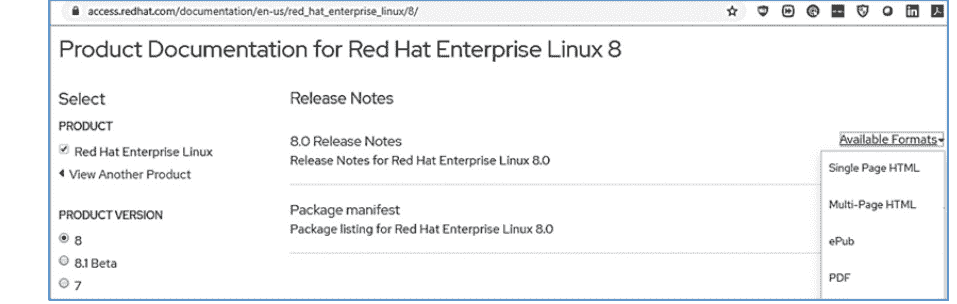 access.redhat.com/documentation/en-us/red_hat_enterprise_linux/8/
Product Documentation for Red Hat Enterprise Linux 8
Select
PRODUCT
Red Hat Enterprise Linux
View Another Product
PRODUCT VERSION
8
8.1 Beta
7
Release Notes
8.0 Release Notes
Release Notes for Red Hat Enterprise Linux 8.0
Package manifest
Package listing for Red Hat Enterprise Linux 8.0
Available Formats
Single Page HTML
Multi-Page HTML
ePub
PDF